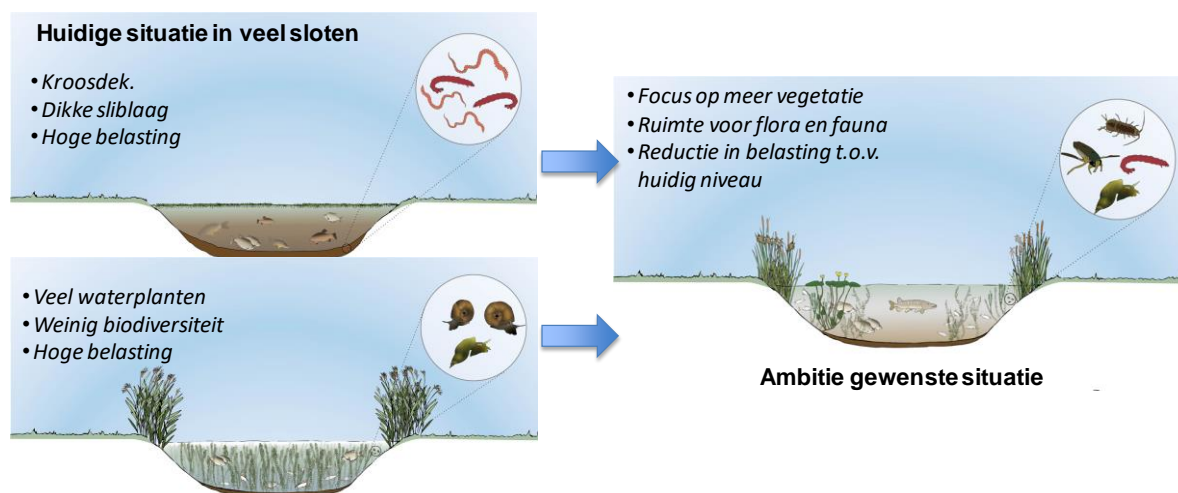 Huidige situatie in veel sloten
• Kroosdek.
• Dikke sliblaag
• Hoge belasting
• Veel waterplanten
• Weinig biodiversiteit
• Hoge belasting
• Focus op meer vegetatie
• Ruimte voor flora en fauna
• Reductie in belasting t.o.v.
huidig niveau
Ambitie gewenste situatie